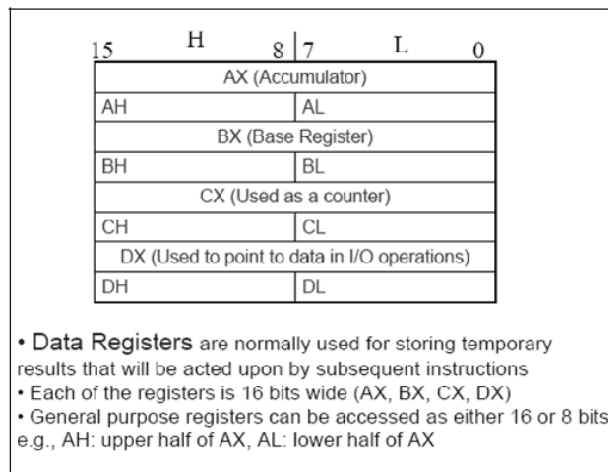 15 H 8 7 L 0
AX (Accumulator)
AH AL
BX (Base Register)
BH BL
CX (Used as a counter)
CH CL
DX (Used to point to data in I/O operations)
DH DL
• Data Registers are normally used for storing temporary
results that will be acted upon by subsequent instructions
• Each of the registers is 16 bits wide (AX, BX, CX, DX)
• General purpose registers can be accessed as either 16 or 8 bits
e.g., AH: upper half of AX, AL: lower half of AX